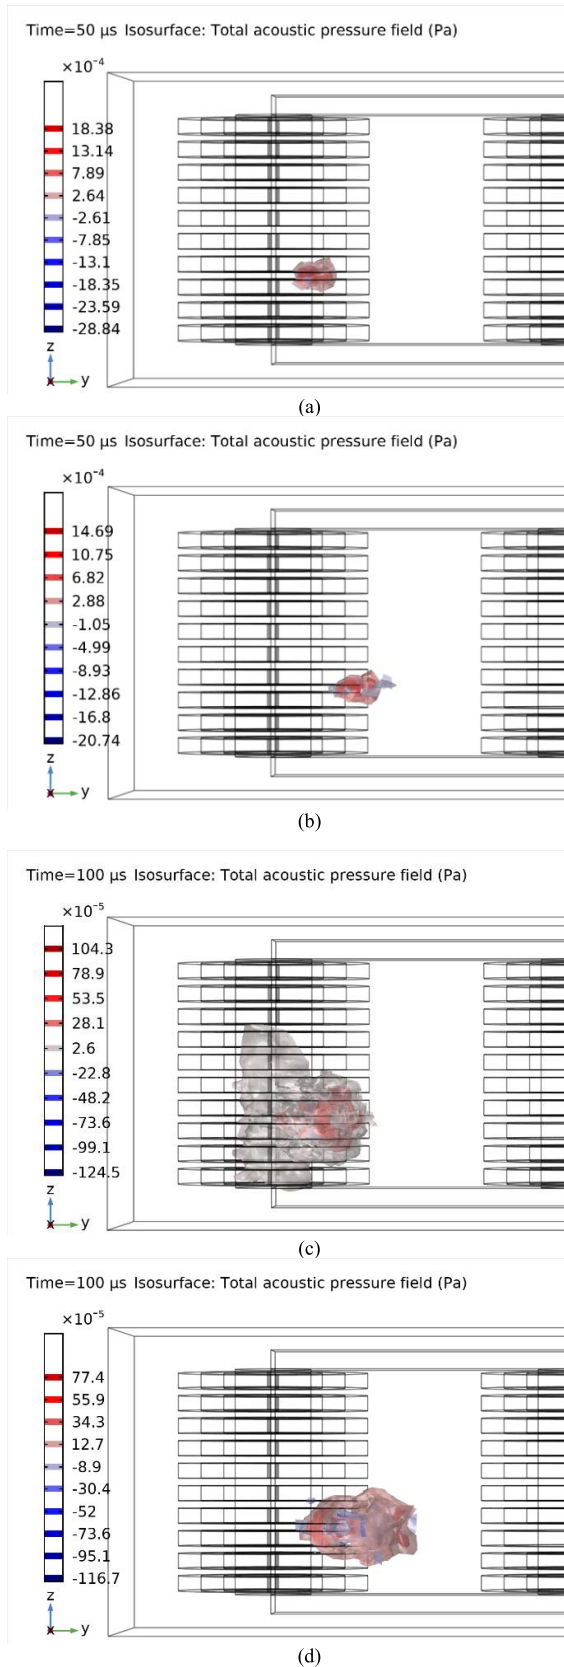 Time=50 μs Isosurface: Total acoustic pressure field (Pa)
×10⁻⁴
18.38
13.14
7.89
2.64
-2.61
-7.85
-13.1
-18.35
-23.59
-28.84
z
x
y
(a)
Time=50 μs Isosurface: Total acoustic pressure field (Pa)
×10⁻⁴
14.69
10.75
6.82
2.88
-1.05
-4.99
-8.93
-12.86
-16.8
-20.74
z
x
y
(b)
Time=100 μs Isosurface: Total acoustic pressure field (Pa)
×10⁻⁵
104.3
78.9
53.5
28.1
2.6
-22.8
-48.2
-73.6
-99.1
-124.5
z
x
y
(c)
Time=100 μs Isosurface: Total acoustic pressure field (Pa)
×10⁻⁵
77.4
55.9
34.3
12.7
-8.9
-30.4
-52
-73.6
-95.1
-116.7
z
x
y
(d)